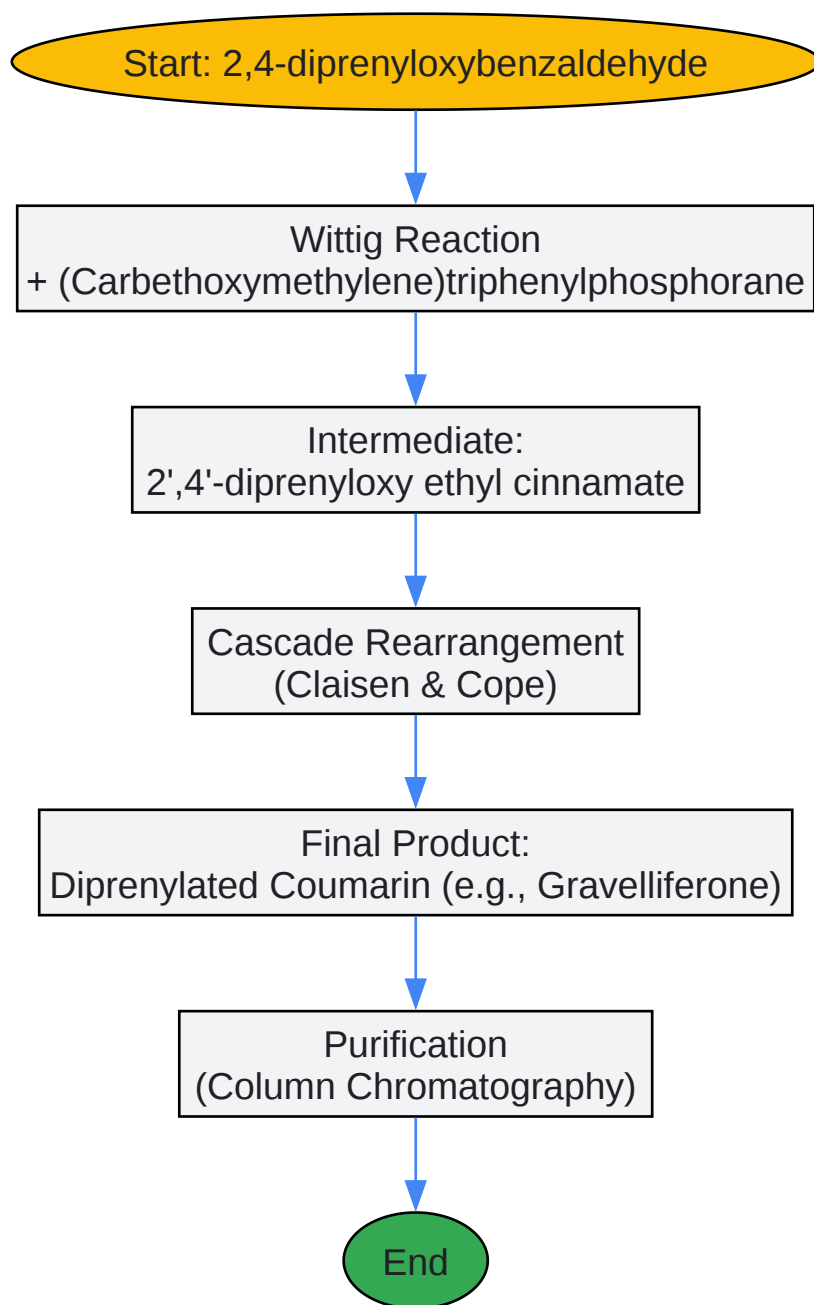 Start: 2,4-diprenyloxybenzaldehyde
Wittig Reaction
+ (Carbethoxymethylene)triphenylphosphorane
Intermediate:
2',4'-diprenyloxy ethyl cinnamate
Cascade Rearrangement
(Claisen & Cope)
Final Product:
Diprenylated Coumarin (e.g., Gravelliferone)
Purification
(Column Chromatography)
End